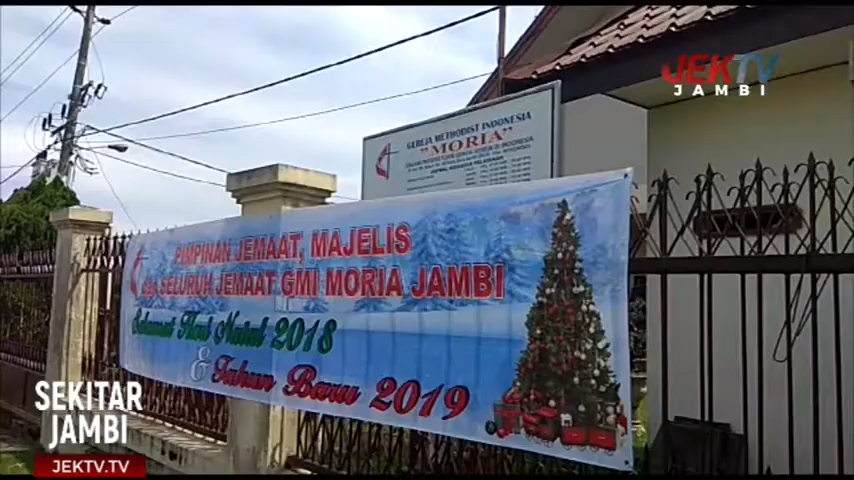 JEKTV
JAMBI
GEREJA METHODIST INDONESIA
"MORIA"
PIMPINAN JEMAAT, MAJELIS
dan SELURUH JEMAAT GMI MORIA JAMBI
Selamat Hari Natal 2018
& Tahun Baru 2019
SEKITAR
JAMBI
JEKTV.TV